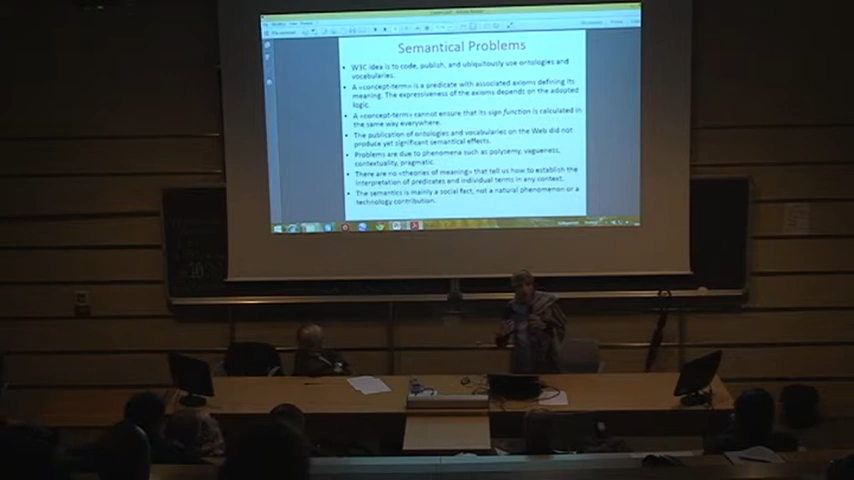 Semantical Problems
• W3C idea is to code, publish, and ubiquitously use ontologies and
vocabularies.
• A «concept-term» is a predicate with associated axioms defining its
meaning. The expressiveness of the axioms depends on the adopted
logic.
• A «concept-term» cannot ensure that its sign function is calculated in
the same way everywhere.
• The publication of ontologies and vocabularies on the Web did not
produce yet significant semantical effects.
• Problems are due to phenomena such as polysemy, vagueness,
contextuality, pragmatic.
• There are no «theories of meaning» that tell us how to establish the
interpretation of predicates and individual terms in any context.
• The semantics is mainly a social fact, not a natural phenomenon or a
technology contribution.